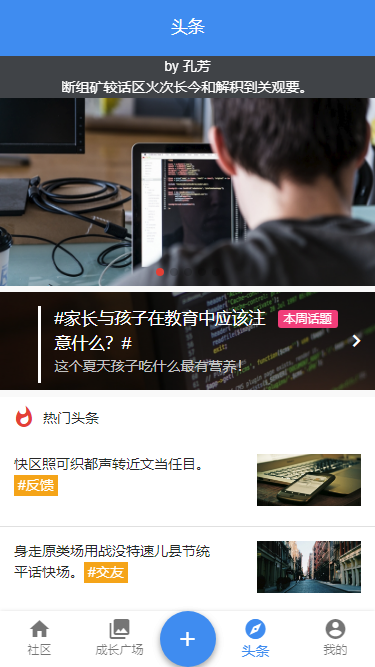 头条
by 孔芳
断组矿较话区火次长今和解积到关观要。
#家长与孩子在教育中应该注 本周话题
意什么？#
这个夏天孩子吃什么最有营养！
热门头条
快区照可织都声转近文当任目。
#反馈
身走原类场用战没特速儿县节统
平话快场。 #交友
社区 成长广场 + 头条 我的